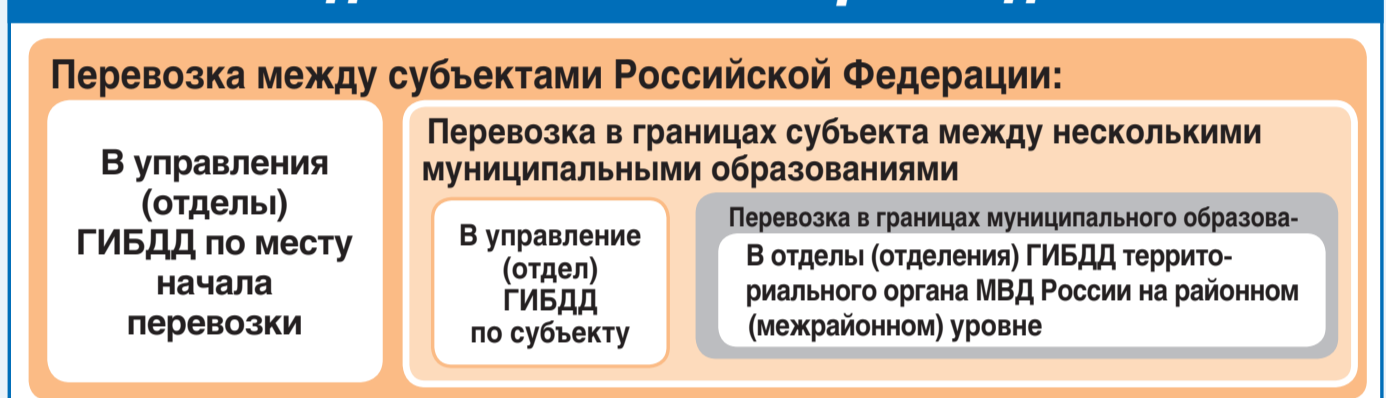 Перевозка между субъектами Российской Федерации:
В управления
(отделы)
ГИБДД по месту
начала
перевозки
Перевозка в границах субъекта между несколькими
муниципальными образованиями
В управление
(отдел)
ГИБДД
по субъекту
Перевозка в границах муниципального образова-
В отделы (отделения) ГИБДД террито-
риального органа МВД России на районном
(межрайонном) уровне